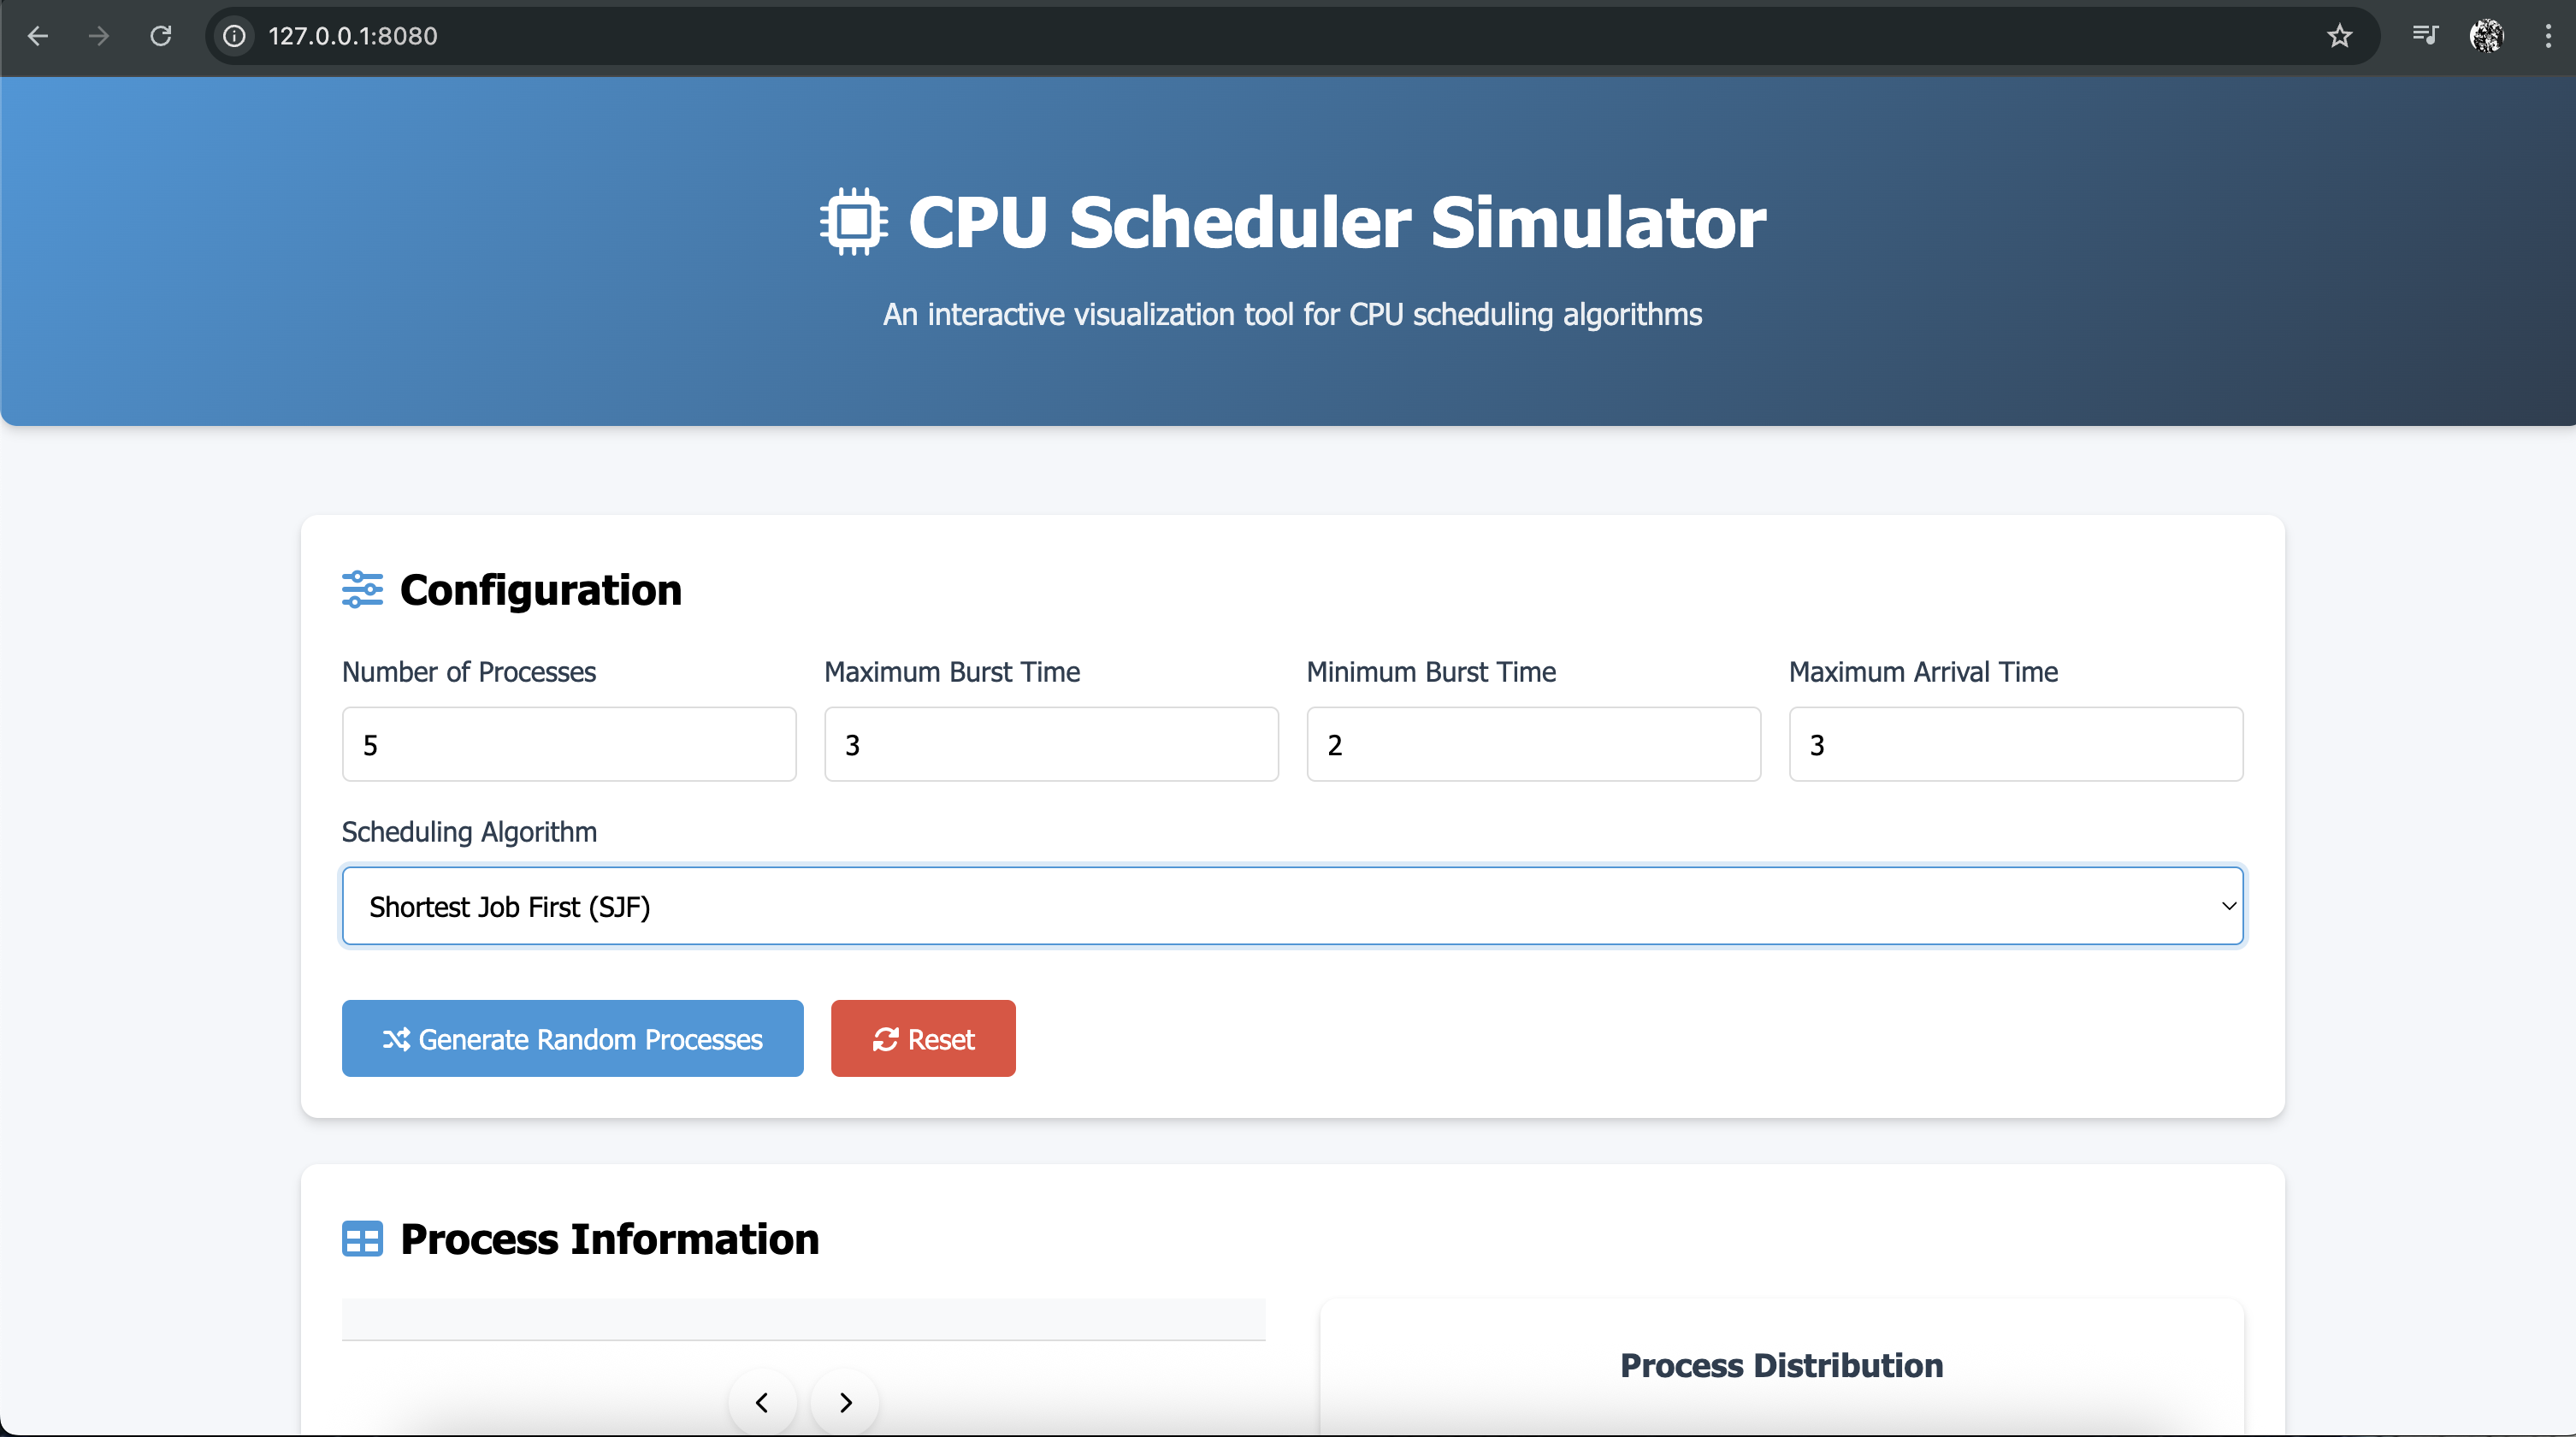 127.0.0.1:8080
CPU Scheduler Simulator
An interactive visualization tool for CPU scheduling algorithms
Configuration
Number of Processes
5
Maximum Burst Time
3
Minimum Burst Time
2
Maximum Arrival Time
3
Scheduling Algorithm
Shortest Job First (SJF)
Generate Random Processes
Reset
Process Information
Process Distribution